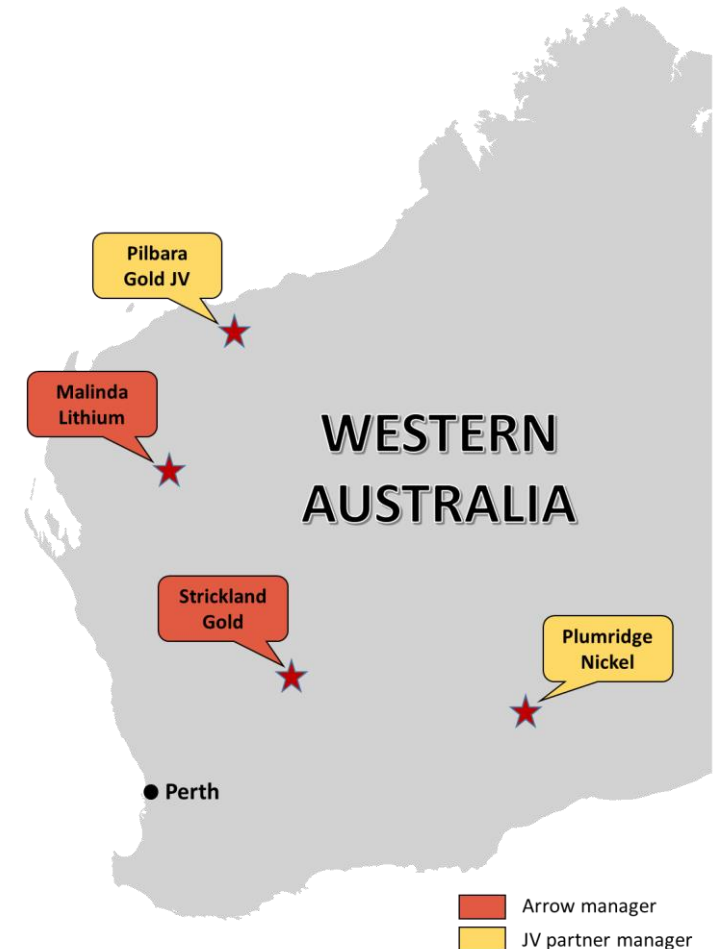 Pilbara
Gold JV
Malinda
Lithium
WESTERN
AUSTRALIA
Strickland
Gold
Plumridge
Nickel
Perth
Arrow manager
JV partner manager